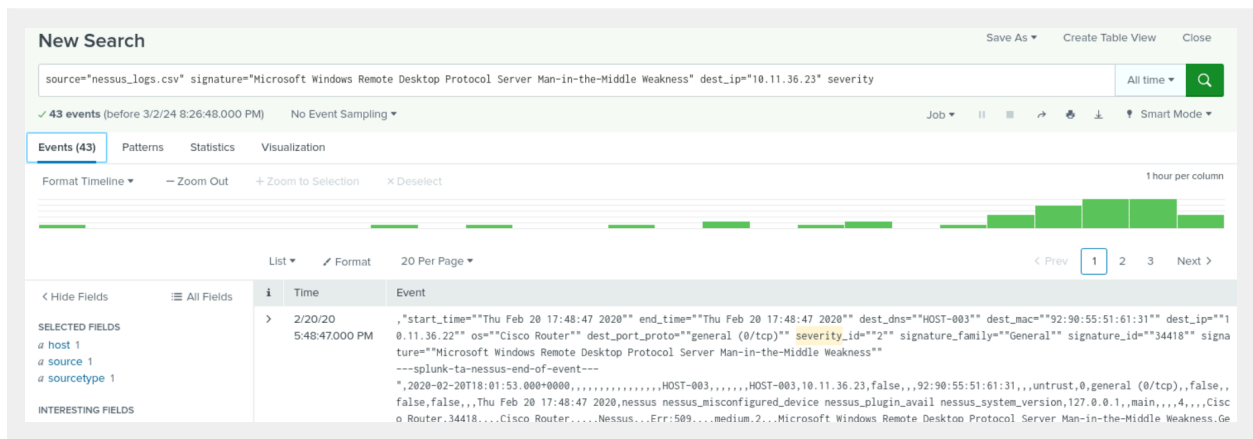 New Search
Save As ▾ Create Table View Close
source="nessus_logs.csv" signature="Microsoft Windows Remote Desktop Protocol Server Man-in-the-Middle Weakness" dest_ip="10.11.36.23" severity
All time ▾
✓ 43 events (before 3/2/24 8:26:48.000 PM) No Event Sampling ▾
Job ▾ Smart Mode ▾
Events (43) Patterns Statistics Visualization
Format Timeline ▾ — Zoom Out + Zoom to Selection × Deselect
1 hour per column
List ▾ Format 20 Per Page ▾
< Prev 1 2 3 Next >
< Hide Fields All Fields
i Time Event
SELECTED FIELDS
a host 1
a source 1
a sourcetype 1
INTERESTING FIELDS
> 2/20/20
5:48:47.000 PM
,"start_time=""Thu Feb 20 17:48:47 2020"" end_time=""Thu Feb 20 17:48:47 2020"" dest_dns=""HOST-003"" dest_mac=""92:90:55:51:61:31"" dest_ip=""1
0.11.36.22"" os=""Cisco Router"" dest_port_proto=""general (0/tcp)"" severity_id=""2"" signature_family=""General"" signature_id=""34418"" signa
ture=""Microsoft Windows Remote Desktop Protocol Server Man-in-the-Middle Weakness""
---splunk-ta-nessus-end-of-event---
",2020-02-20T18:01:53.000+0000,,,,,,,,,,,,,,,,HOST-003,,,,,,,HOST-003,10.11.36.23,false,,,92:90:55:51:61:31,,,untrust,0,general (0/tcp),,false,,
false,false,,,Thu Feb 20 17:48:47 2020,nessus nessus_misconfigured_device nessus_plugin_avail nessus_system_version,127.0.0.1,,main,,,,4,,,,Cisc
o Router,34418,,,,Cisco Router,,,,,Nessus,,,Err:509,,,,medium,2,,,Microsoft Windows Remote Desktop Protocol Server Man-in-the-Middle Weakness,Ge